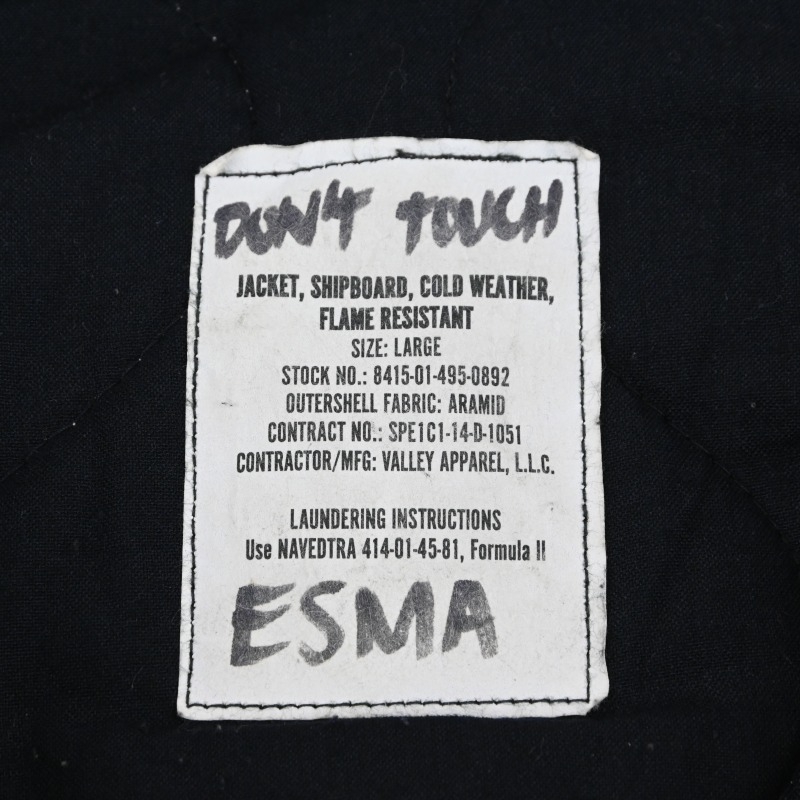 DON'T TOUCH
JACKET, SHIPBOARD, COLD WEATHER,
FLAME RESISTANT
SIZE: LARGE
STOCK NO.: 8415-01-495-0892
OUTERSHELL FABRIC: ARAMID
CONTRACT NO.: SPE1C1-14-D-1051
CONTRACTOR/MFG: VALLEY APPAREL, L.L.C.
LAUNDERING INSTRUCTIONS
Use NAVEDTRA 414-01-45-81, Formula II
ESMA